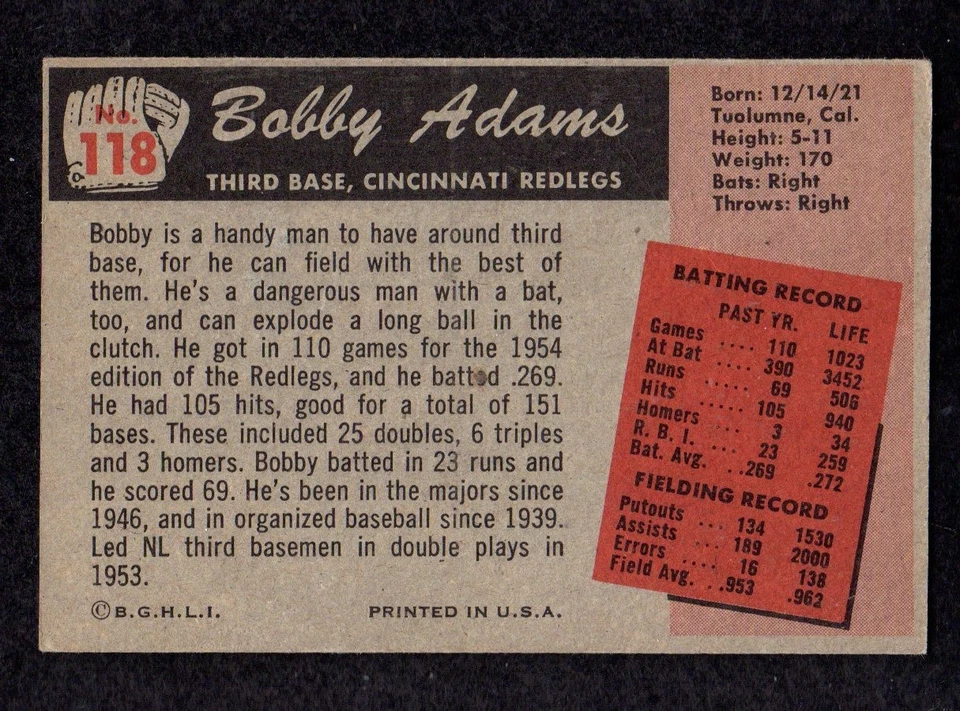 No.
118
Bobby Adams
THIRD BASE, CINCINNATI REDLEGS
Born: 12/14/21
Tuolumne, Cal.
Height: 5-11
Weight: 170
Bats: Right
Throws: Right
Bobby is a handy man to have around third
base, for he can field with the best of
them. He's a dangerous man with a bat,
too, and can explode a long ball in the
clutch. He got in 110 games for the 1954
edition of the Redlegs, and he batted .269.
He had 105 hits, good for a total of 151
bases. These included 25 doubles, 6 triples
and 3 homers. Bobby batted in 23 runs and
he scored 69. He's been in the majors since
1946, and in organized baseball since 1939.
Led NL third basemen in double plays in
1953.
BATTING RECORD
PAST YR. LIFE
Games .... 110 1023
At Bat .... 390 3452
Runs ..... 69 506
Hits ..... 105 940
Homers ... 3 34
R. B. I. ... 23 259
Bat. Avg. ..269 .272
FIELDING RECORD
Putouts ... 134 1530
Assists ... 189 2000
Errors .... 16 138
Field Avg. ..953 .962
©B.G.H.L.I. PRINTED IN U.S.A.